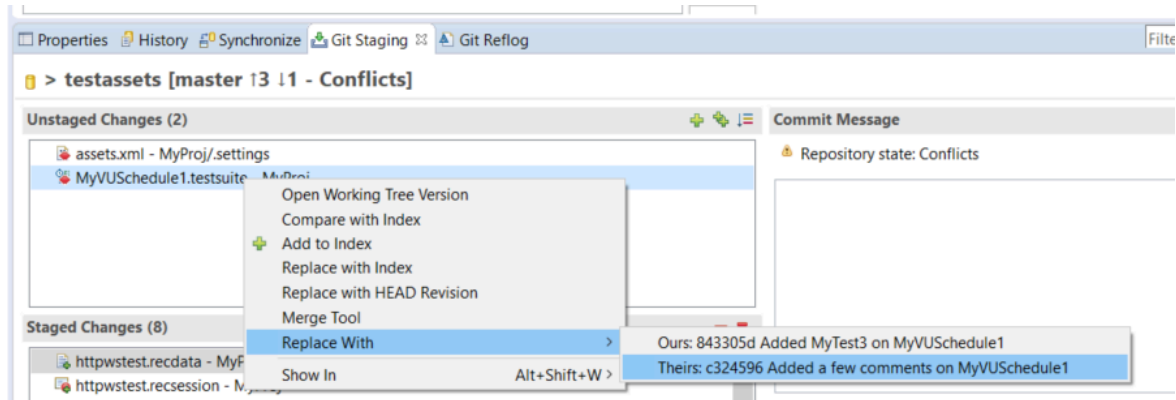 Properties History Synchronize Git Staging Git Reflog
> testassets [master ↑3 ↓1 - Conflicts]
Unstaged Changes (2)
assets.xml - MyProj/.settings
MyVUSchedule1.testsuite - MyProj
Open Working Tree Version
Compare with Index
Add to Index
Replace with Index
Replace with HEAD Revision
Merge Tool
Replace With >
Show In Alt+Shift+W >
Ours: 843305d Added MyTest3 on MyVUSchedule1
Theirs: c324596 Added a few comments on MyVUSchedule1
Staged Changes (8)
httpwstest.recdata - MyP
httpwstest.recsession -
Filte
Commit Message
Repository state: Conflicts